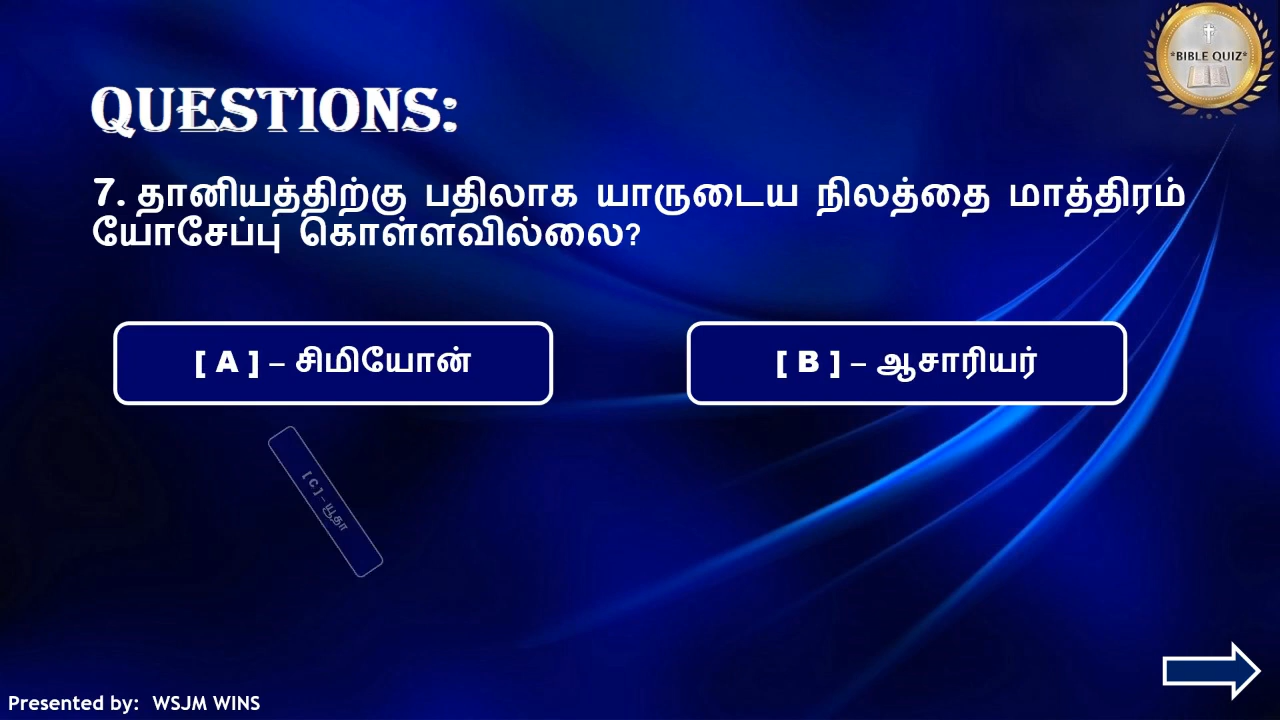 *BIBLE QUIZ*
QUESTIONS:
7. தானியத்திற்கு பதிலாக யாருடைய நிலத்தை மாத்திரம்
யோசேப்பு கொள்ளவில்லை?
[ A ] – சிமியோன்
[ B ] – ஆசாரியர்
[ C ] – யூதா
Presented by: WSJM WINS